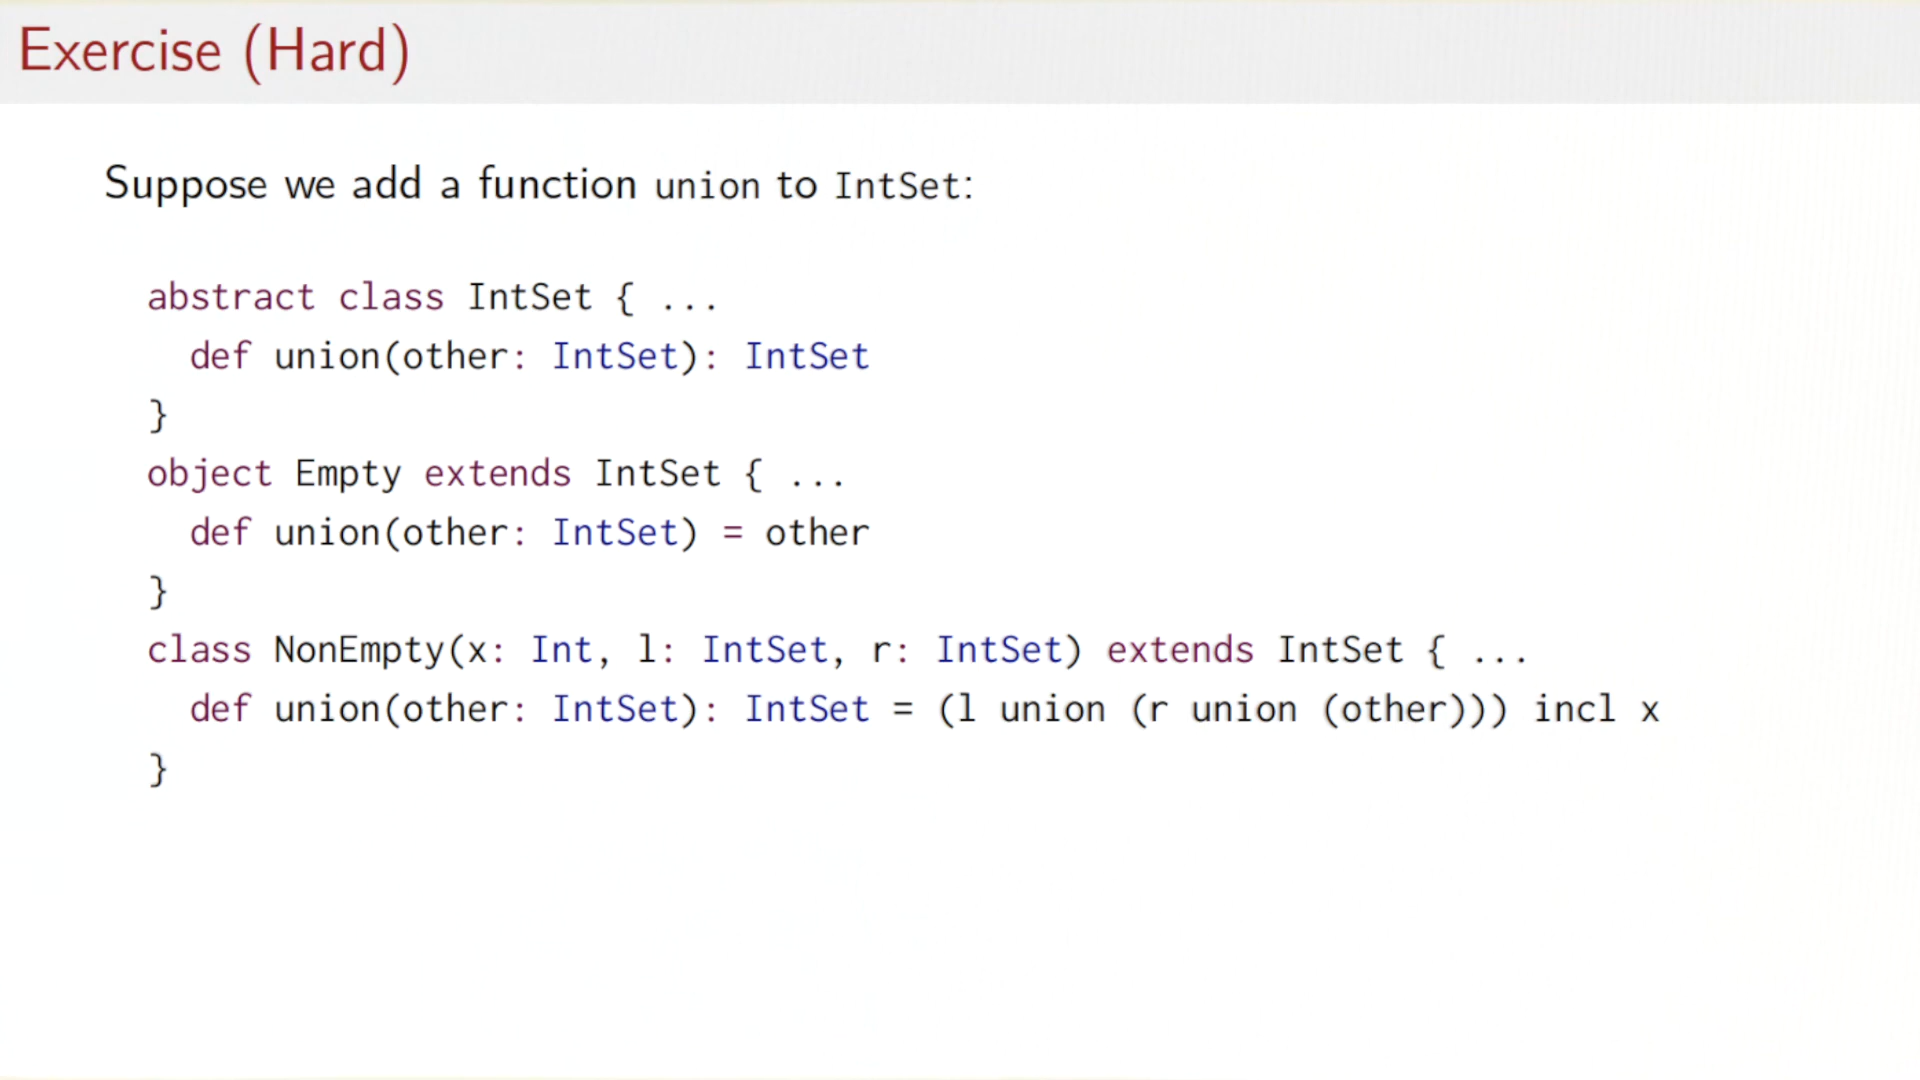 Exercise (Hard)
Suppose we add a function union to IntSet:
abstract class IntSet { ...
def union(other: IntSet): IntSet
}
object Empty extends IntSet { ...
def union(other: IntSet) = other
}
class NonEmpty(x: Int, l: IntSet, r: IntSet) extends IntSet { ...
def union(other: IntSet): IntSet = (l union (r union (other))) incl x
}